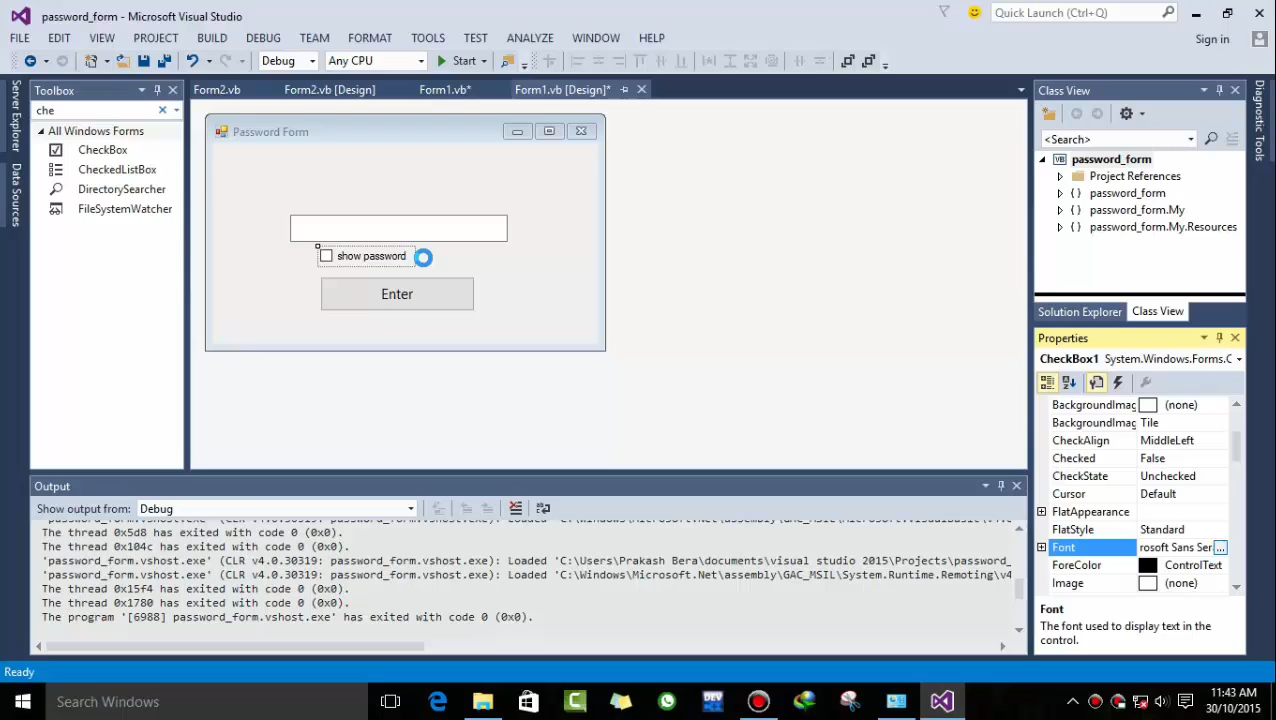 password_form - Microsoft Visual Studio
Quick Launch (Ctrl+Q)
FILE EDIT VIEW PROJECT BUILD DEBUG TEAM FORMAT TOOLS TEST ANALYZE WINDOW HELP
Sign in
Debug Any CPU Start
Server Explorer
Data Sources
Toolbox
che
All Windows Forms
CheckBox
CheckedListBox
DirectorySearcher
FileSystemWatcher
Form2.vb Form2.vb [Design] Form1.vb* Form1.vb [Design]*
Password Form
show password
Enter
Class View
<Search>
password_form
Project References
password_form
password_form.My
password_form.My.Resources
Solution Explorer Class View
Diagnostic Tools
Properties
CheckBox1 System.Windows.Forms.C
BackgroundImag (none)
BackgroundImag Tile
CheckAlign MiddleLeft
Checked False
CheckState Unchecked
Cursor Default
FlatAppearance
FlatStyle Standard
Font rosoft Sans Ser ...
ForeColor ControlText
Image (none)
Font
The font used to display text in the
control.
Output
Show output from: Debug
The thread 0x5d8 has exited with code 0 (0x0).
The thread 0x104c has exited with code 0 (0x0).
'password_form.vshost.exe' (CLR v4.0.30319: password_form.vshost.exe): Loaded 'C:\Users\Prakash Bera\documents\visual studio 2015\Projects\password_
'password_form.vshost.exe' (CLR v4.0.30319: password_form.vshost.exe): Loaded 'C:\Windows\Microsoft.Net\assembly\GAC_MSIL\System.Runtime.Remoting\v4
The thread 0x15f4 has exited with code 0 (0x0).
The thread 0x1780 has exited with code 0 (0x0).
The program '[6988] password_form.vshost.exe' has exited with code 0 (0x0).
Ready
Search Windows
DEV
11:43 AM
30/10/2015